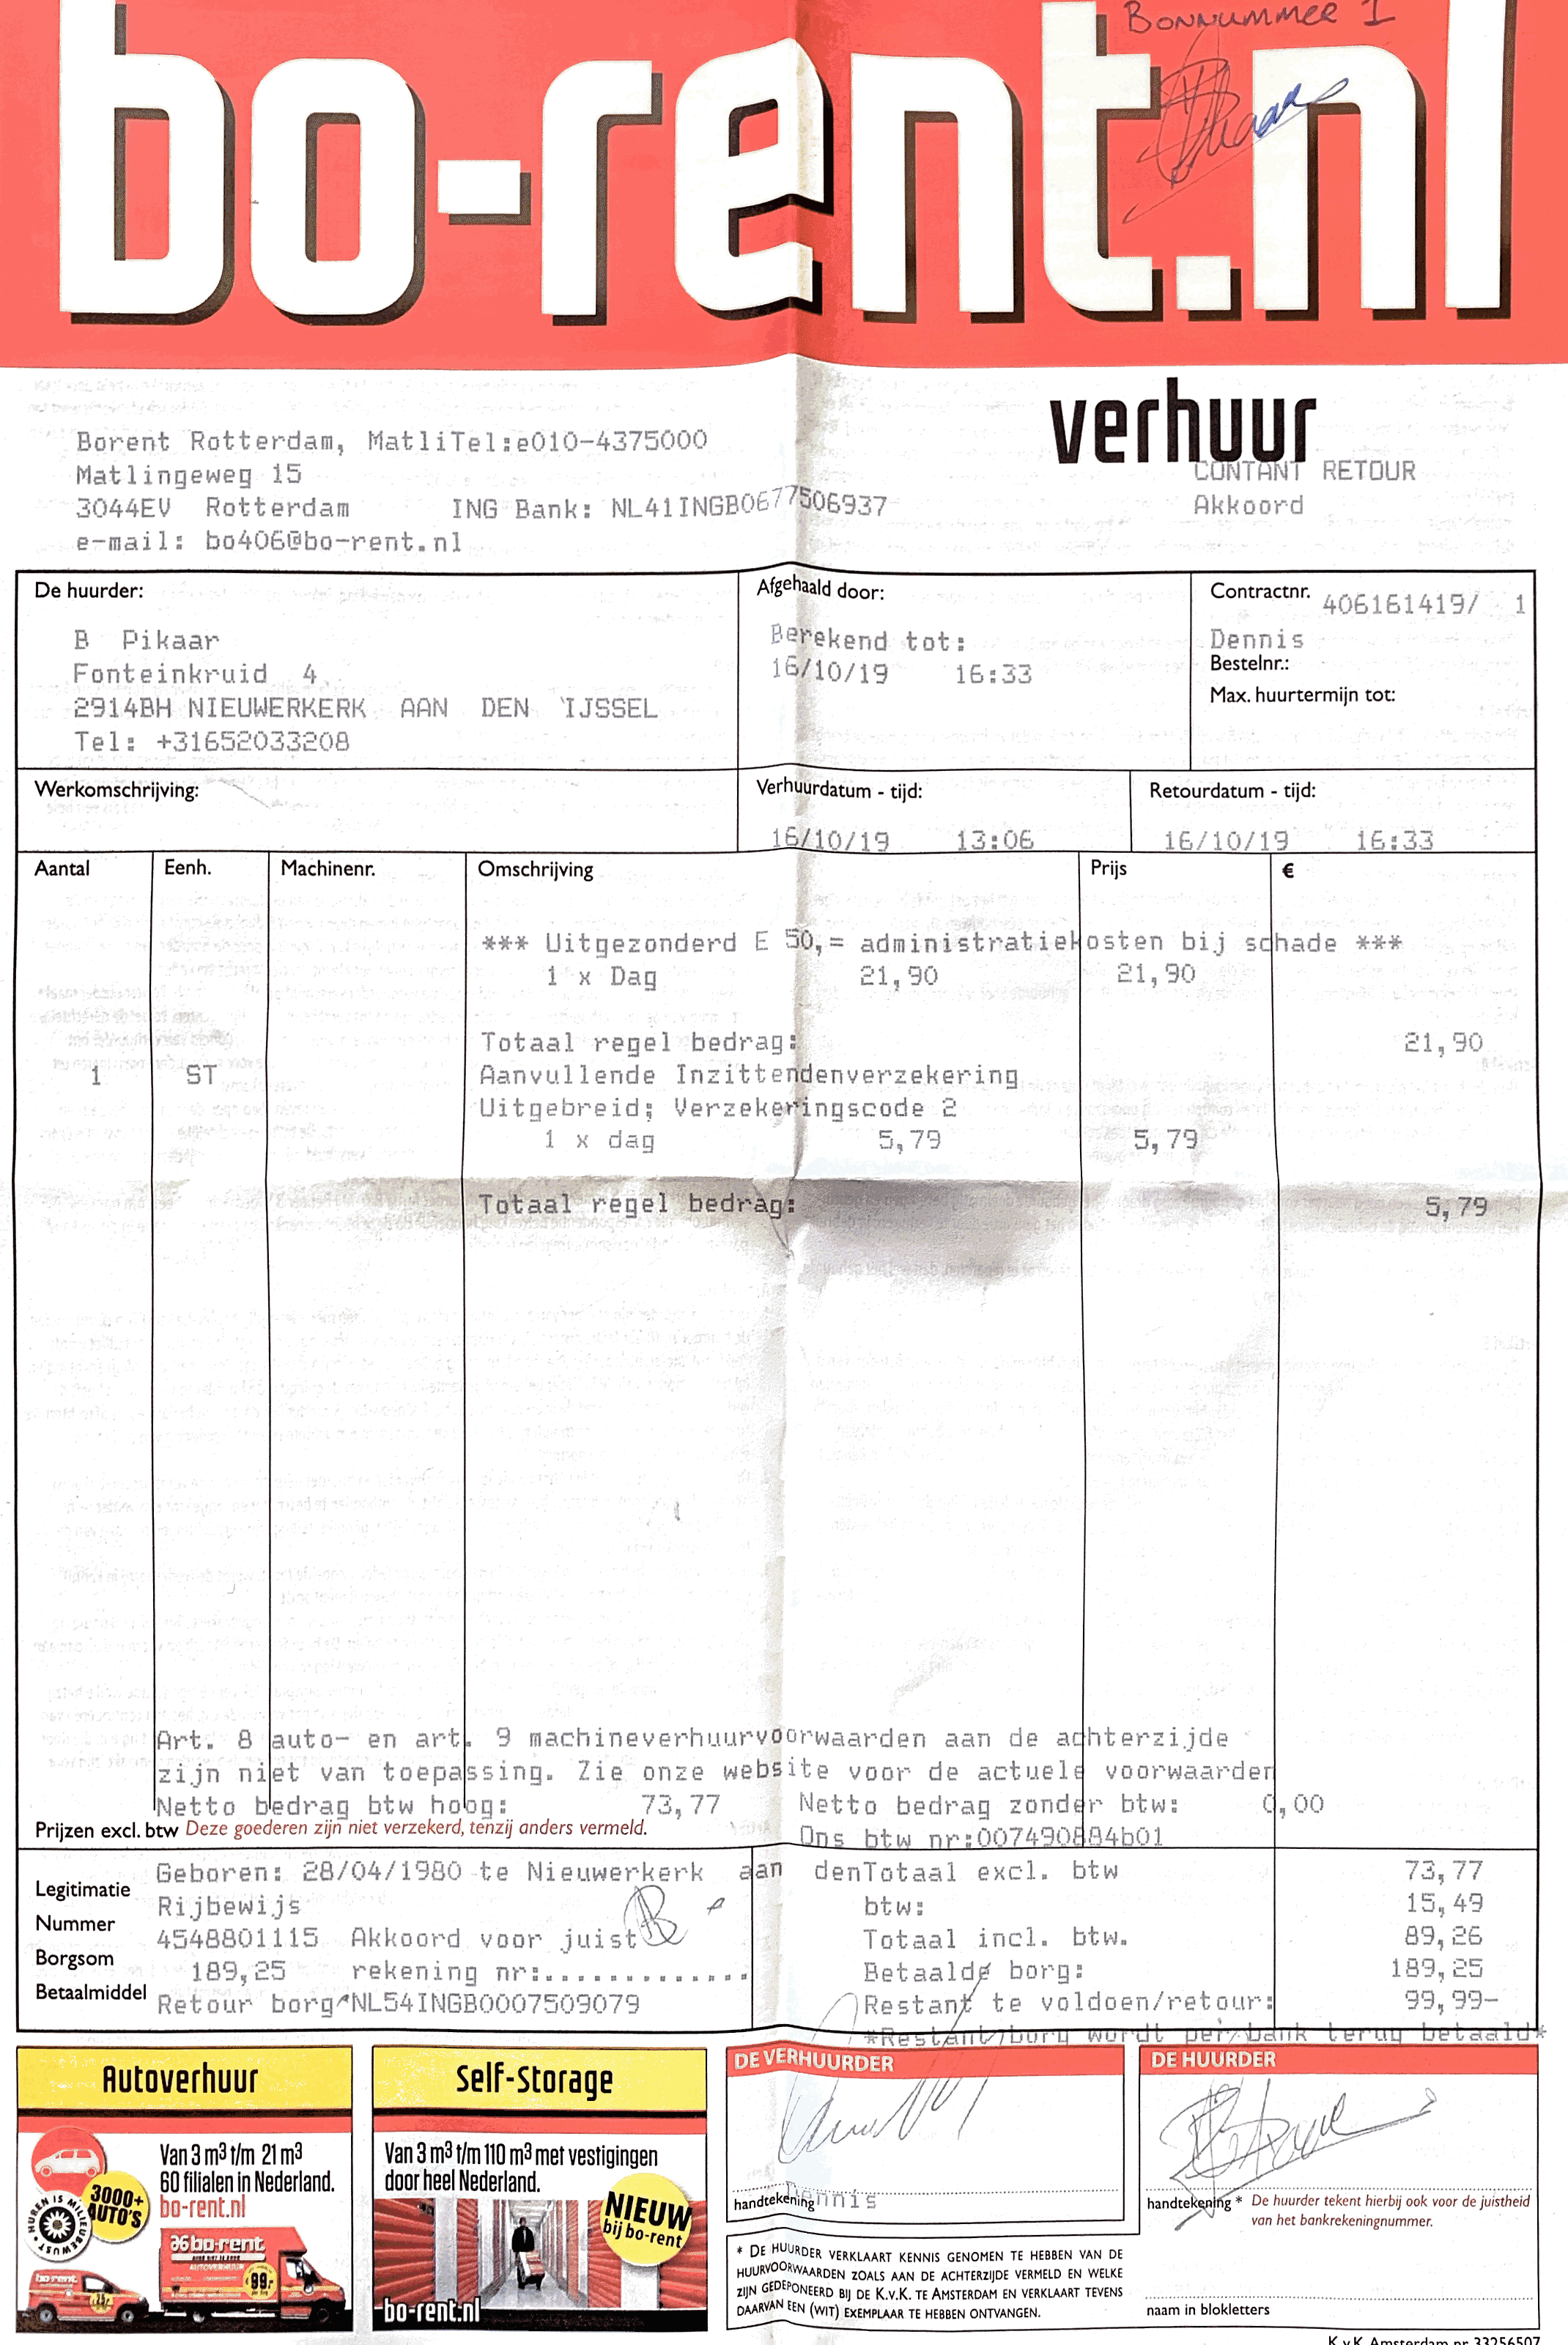 Bonnummer 1
bo-rent.nl
verhuur
Borent Rotterdam, MatliTel:e010-4375000
Matlingeweg 15
CONTANT RETOUR
3044EV Rotterdam ING Bank: NL41INGB0677506937
Akkoord
e-mail: bo406@bo-rent.nl
De huurder:
B Pikaar
Fonteinkruid 4
2914BH NIEUWERKERK AAN DEN IJSSEL
Tel: +31652033208
Afgehaald door:
Berekend tot:
16/10/19 16:33
Contractnr. 406161419/ 1
Dennis
Bestelnr.:
Max. huurtermijn tot:
Werkomschrijving:
Verhuurdatum - tijd:
16/10/19 13:06
Retourdatum - tijd:
16/10/19 16:33
Aantal Eenh. Machinenr. Omschrijving Prijs €
*** Uitgezonderd E 50,= administratiekosten bij schade ***
1 x Dag 21,90 21,90
Totaal regel bedrag: 21,90
1 ST Aanvullende Inzittendenverzekering
Uitgebreid; Verzekeringscode 2
1 x dag 5,79 5,79
Totaal regel bedrag: 5,79
Art. 8 auto- en art. 9 machineverhuurvoorwaarden aan de achterzijde
zijn niet van toepassing. Zie onze website voor de actuele voorwaarden
Netto bedrag btw hoog: 73,77 Netto bedrag zonder btw: 0,00
Prijzen excl. btw Deze goederen zijn niet verzekerd, tenzij anders vermeld.
Ons btw nr:007490884b01
Geboren: 28/04/1980 te Nieuwerkerk aan denTotaal excl. btw 73,77
Legitimatie Rijbewijs btw: 15,49
Nummer 4548801115 Akkoord voor juist Totaal incl. btw. 89,26
Borgsom 189,25 rekening nr:............. Betaalde borg: 189,25
Betaalmiddel Retour borg^NL54INGB0007509079 Restant te voldoen/retour: 99,99-
*Restant borg wordt per bank terug betaald*
Autoverhuur
Van 3 m³ t/m 21 m³
60 filialen in Nederland.
bo-rent.nl
3000+
AUTO'S
HUREN IS MILIEUBEWUST
bo-rent
AUTOVERHUUR
99,-
bo-rent
Self-Storage
Van 3 m³ t/m 110 m³ met vestigingen
door heel Nederland.
NIEUW
bij bo-rent
bo-rent.nl
DE VERHUURDER
handtekening Dennis
DE HUURDER
handtekening * De huurder tekent hierbij ook voor de juistheid
van het bankrekeningnummer.
* DE HUURDER VERKLAART KENNIS GENOMEN TE HEBBEN VAN DE
HUURVOORWAARDEN ZOALS AAN DE ACHTERZIJDE VERMELD EN WELKE
ZIJN GEDEPONEERD BIJ DE K.v.K. TE AMSTERDAM EN VERKLAART TEVENS
DAARVAN EEN (WIT) EXEMPLAAR TE HEBBEN ONTVANGEN.
naam in blokletters
K.v.K. Amsterdam nr. 33256507